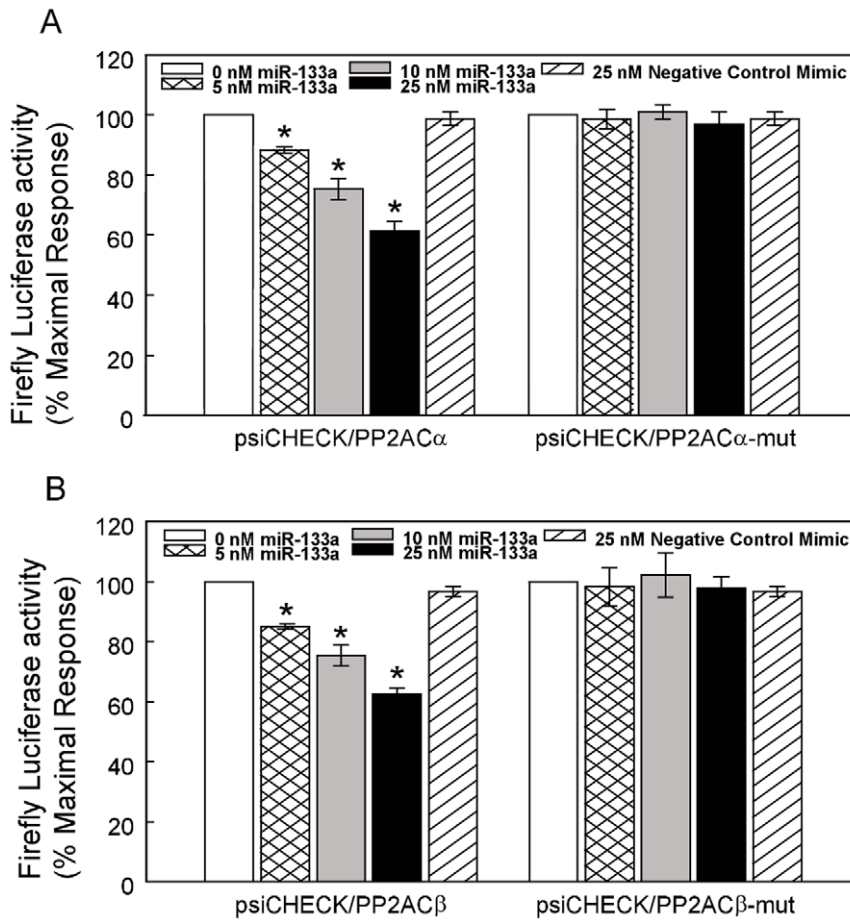 A
Firefly Luciferase activity
(% Maximal Response)
120
100
80
60
40
20
0
0 nM miR-133a
10 nM miR-133a
25 nM Negative Control Mimic
5 nM miR-133a
25 nM miR-133a
*
*
*
psiCHECK/PP2ACα
psiCHECK/PP2ACα-mut
B
Firefly Luciferase activity
(% Maximal Response)
120
100
80
60
40
20
0
0 nM miR-133a
10 nM miR-133a
25 nM Negative Control Mimic
5 nM miR-133a
25 nM miR-133a
*
*
*
psiCHECK/PP2ACβ
psiCHECK/PP2ACβ-mut